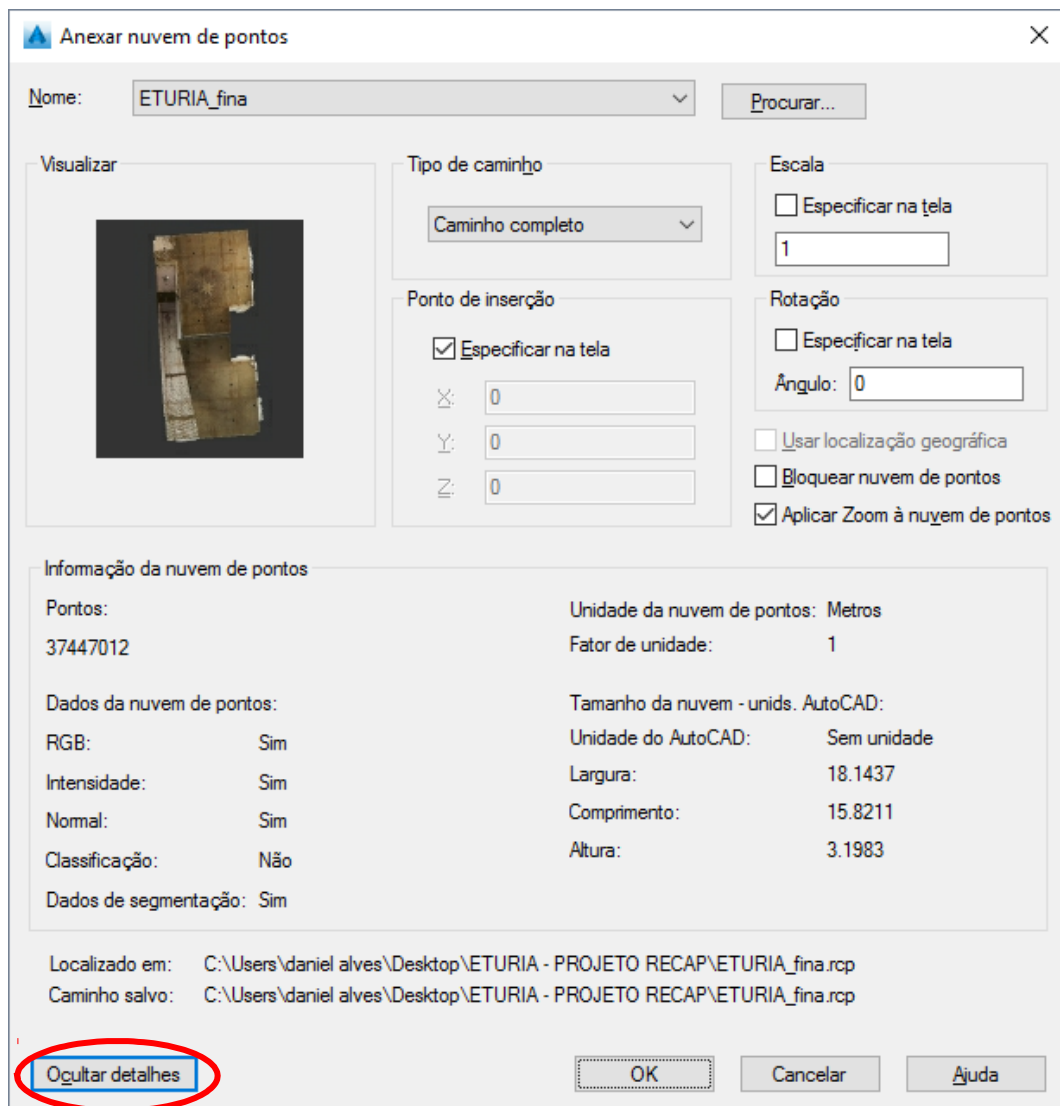 Anexar nuvem de pontos
Nome: ETURIA_fina Procurar...
Visualizar
Tipo de caminho
Caminho completo
Ponto de inserção
Especificar na tela
X: 0
Y: 0
Z: 0
Escala
Especificar na tela
1
Rotação
Especificar na tela
Ângulo: 0
Usar localização geográfica
Bloquear nuvem de pontos
Aplicar Zoom à nuvem de pontos
Informação da nuvem de pontos
Pontos:
37447012
Dados da nuvem de pontos:
RGB: Sim
Intensidade: Sim
Normal: Sim
Classificação: Não
Dados de segmentação: Sim
Unidade da nuvem de pontos: Metros
Fator de unidade: 1
Tamanho da nuvem - unids. AutoCAD:
Unidade do AutoCAD: Sem unidade
Largura: 18.1437
Comprimento: 15.8211
Altura: 3.1983
Localizado em: C:\Users\daniel alves\Desktop\ETURIA - PROJETO RECAP\ETURIA_fina.rcp
Caminho salvo: C:\Users\daniel alves\Desktop\ETURIA - PROJETO RECAP\ETURIA_fina.rcp
Ocultar detalhes OK Cancelar Ajuda